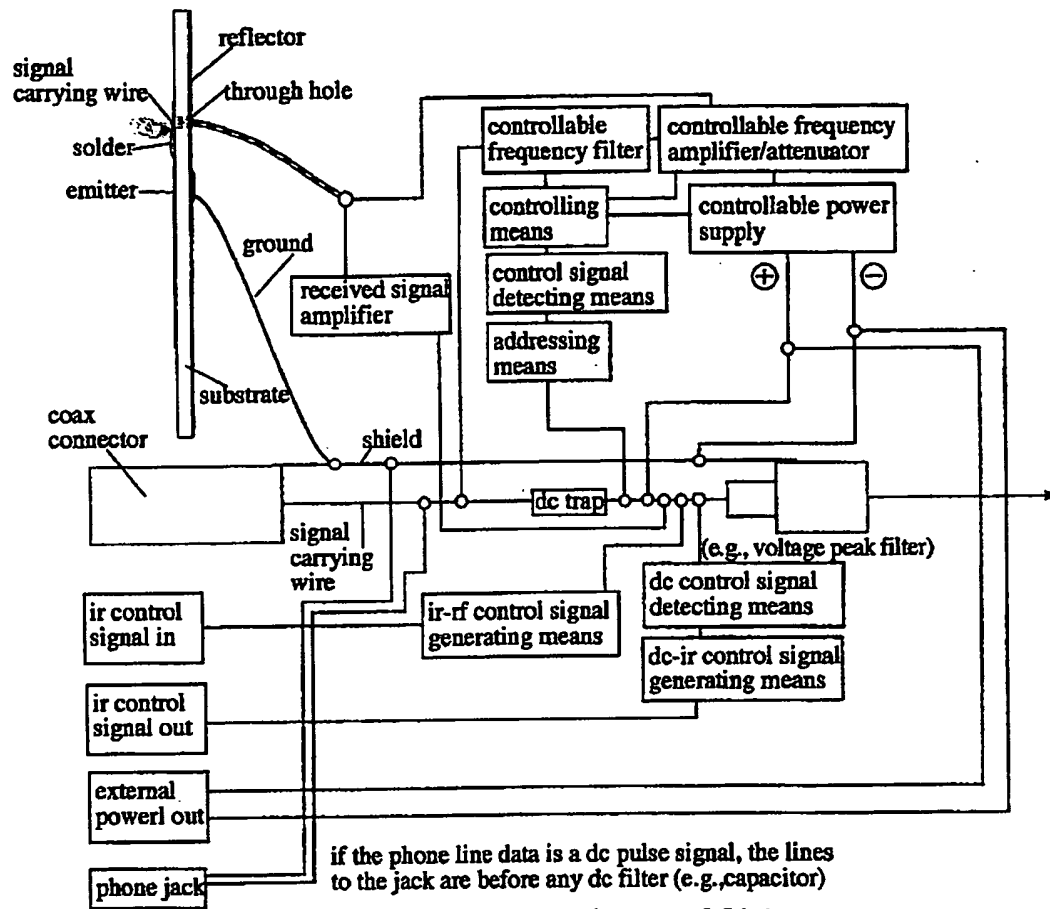 reflector
signal
carrying wire
through hole
solder
emitter
ground
substrate
controllable
frequency filter
controllable frequency
amplifier/attenuator
controlling
means
controllable power
supply
control signal
detecting means
received signal
amplifier
addressing
means
+
−
coax
connector
shield
dc trap
signal
carrying
wire
(e.g., voltage peak filter)
ir control
signal in
ir-rf control signal
generating means
dc control signal
detecting means
dc-ir control signal
generating means
ir control
signal out
external
powerl out
phone jack
if the phone line data is a dc pulse signal, the lines
to the jack are before any dc filter (e.g.,capacitor)